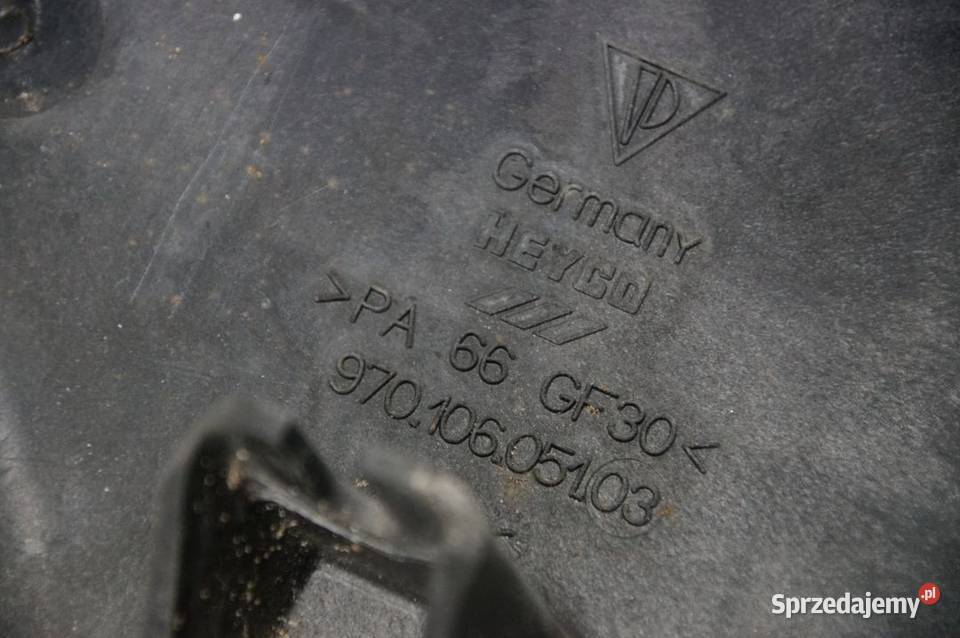 Germany
HEYCO
>PA 66 GF30<
970.106.051.03
Sprzedajemy.pl